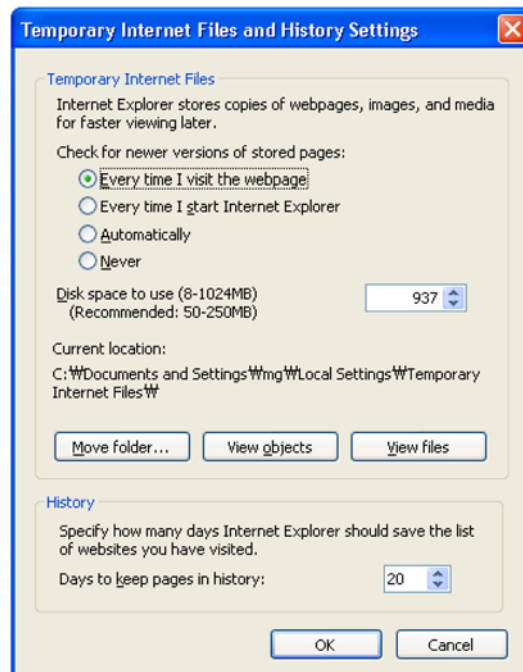 Temporary Internet Files and History Settings
Temporary Internet Files
Internet Explorer stores copies of webpages, images, and media
for faster viewing later.
Check for newer versions of stored pages:
Every time I visit the webpage
Every time I start Internet Explorer
Automatically
Never
Disk space to use (8-1024MB)
(Recommended: 50-250MB)
937
Current location:
C:₩Documents and Settings₩mg₩Local Settings₩Temporary
Internet Files₩
Move folder...
View objects
View files
History
Specify how many days Internet Explorer should save the list
of websites you have visited.
Days to keep pages in history:
20
OK
Cancel